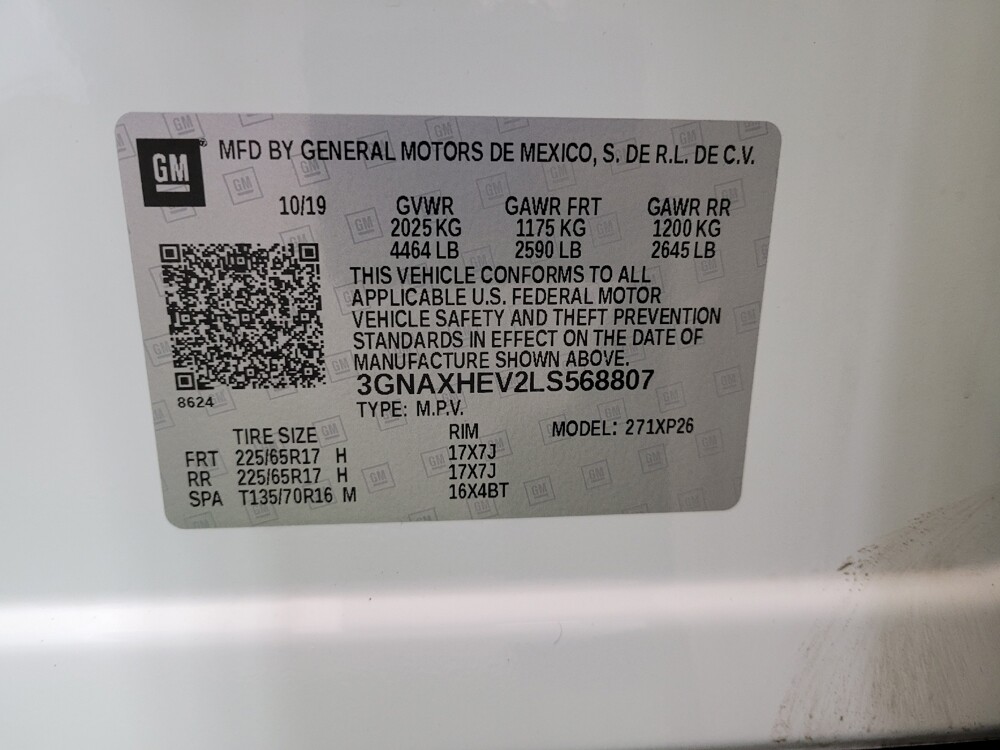 GM® MFD BY GENERAL MOTORS DE MEXICO, S. DE R.L. DE C.V.
10/19 GVWR GAWR FRT GAWR RR
2025 KG 1175 KG 1200 KG
4464 LB 2590 LB 2645 LB
THIS VEHICLE CONFORMS TO ALL
APPLICABLE U.S. FEDERAL MOTOR
VEHICLE SAFETY AND THEFT PREVENTION
STANDARDS IN EFFECT ON THE DATE OF
MANUFACTURE SHOWN ABOVE.
3GNAXHEV2LS568807
8624
TYPE: M.P.V.
TIRE SIZE RIM MODEL: 271XP26
FRT 225/65R17 H 17X7J
RR 225/65R17 H 17X7J
SPA T135/70R16 M 16X4BT